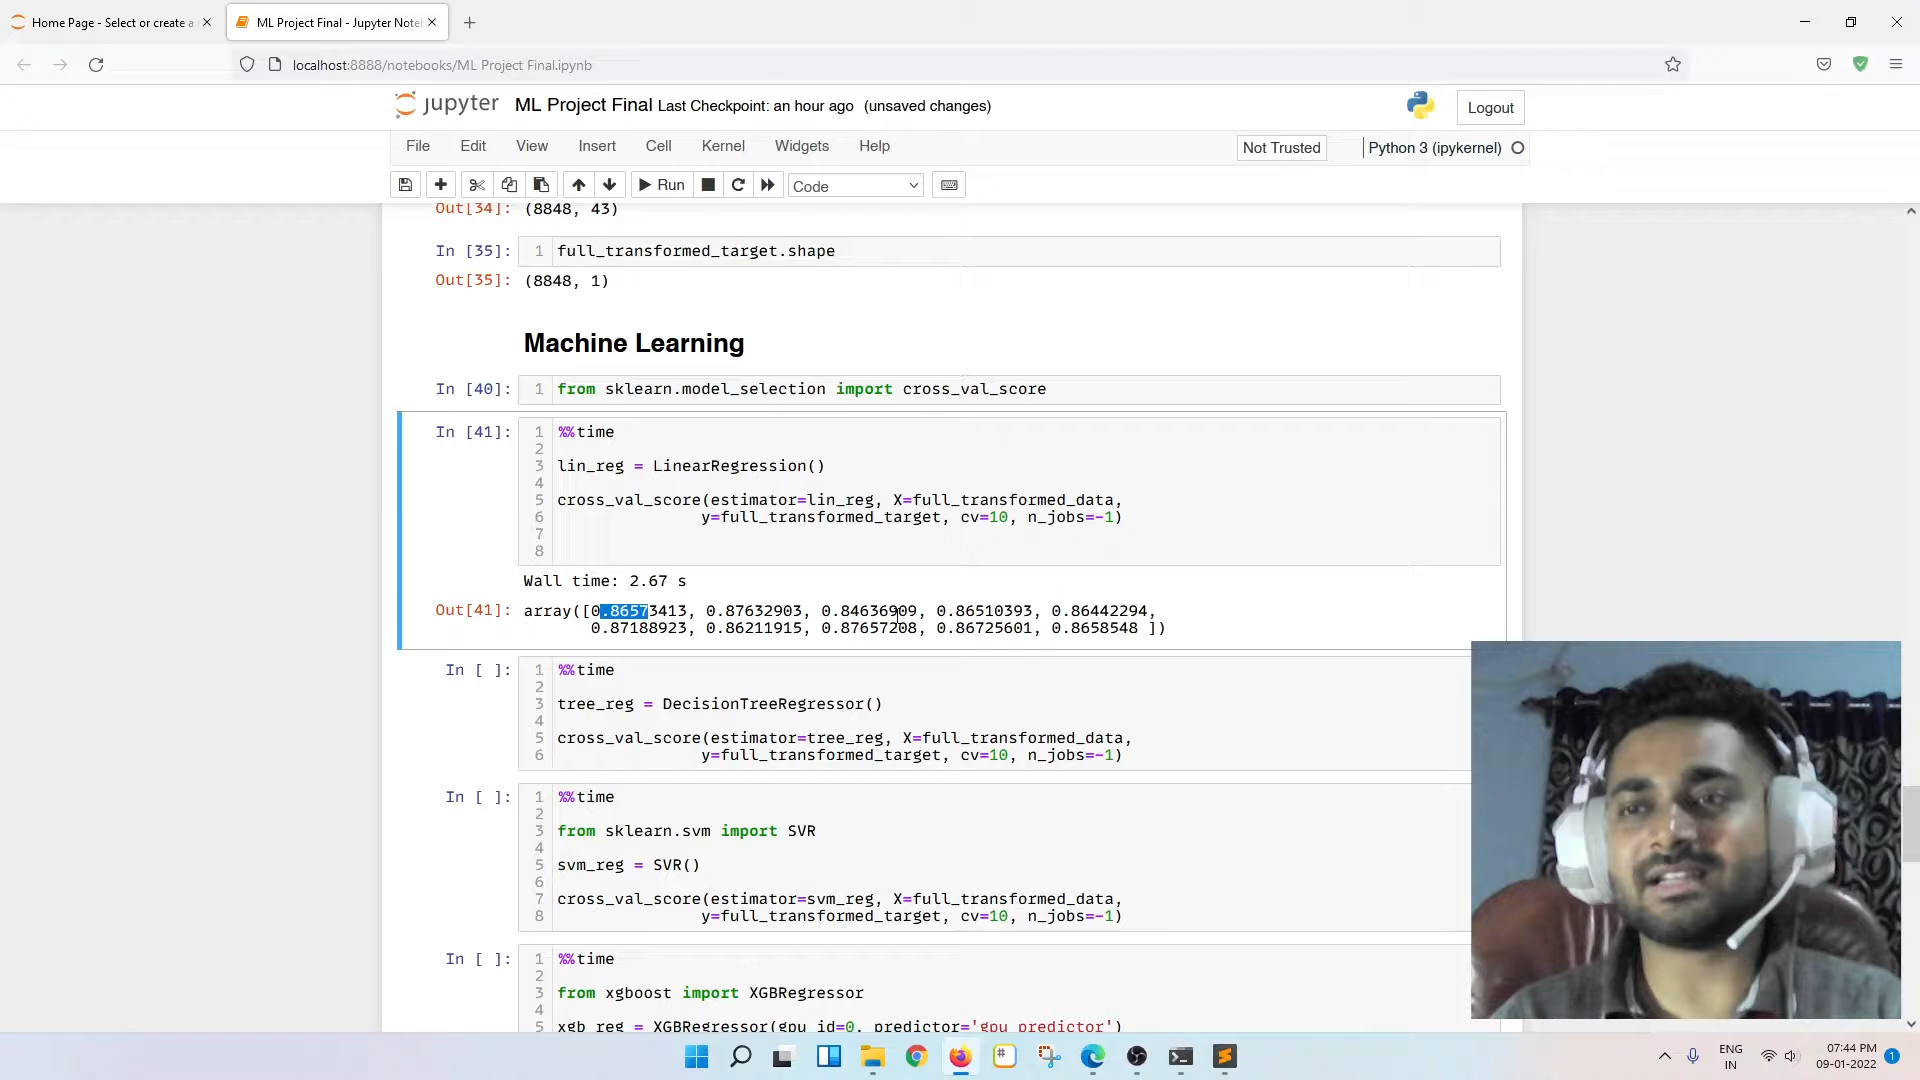 Home Page - Select or create a
ML Project Final - Jupyter Note
localhost:8888/notebooks/ML Project Final.ipynb
jupyter ML Project Final Last Checkpoint: an hour ago (unsaved changes)
Logout
File Edit View Insert Cell Kernel Widgets Help
Not Trusted
Python 3 (ipykernel)
Run
Code
Out[34]: (8848, 43)
In [35]: 1 full_transformed_target.shape
Out[35]: (8848, 1)
Machine Learning
In [40]: 1 from sklearn.model_selection import cross_val_score
In [41]: 1 %%time
2
3 lin_reg = LinearRegression()
4
5 cross_val_score(estimator=lin_reg, X=full_transformed_data,
6 y=full_transformed_target, cv=10, n_jobs=-1)
7
8
Wall time: 2.67 s
Out[41]: array([0.86573413, 0.87632903, 0.84636909, 0.86510393, 0.86442294,
0.87188923, 0.86211915, 0.87657208, 0.86725601, 0.8658548 ])
In [ ]: 1 %%time
2
3 tree_reg = DecisionTreeRegressor()
4
5 cross_val_score(estimator=tree_reg, X=full_transformed_data,
6 y=full_transformed_target, cv=10, n_jobs=-1)
In [ ]: 1 %%time
2
3 from sklearn.svm import SVR
4
5 svm_reg = SVR()
6
7 cross_val_score(estimator=svm_reg, X=full_transformed_data,
8 y=full_transformed_target, cv=10, n_jobs=-1)
In [ ]: 1 %%time
2
3 from xgboost import XGBRegressor
4
5 xgb_reg = XGBRegressor(gpu_id=0, predictor='gpu_predictor')
ENG
IN
07:44 PM
09-01-2022
1